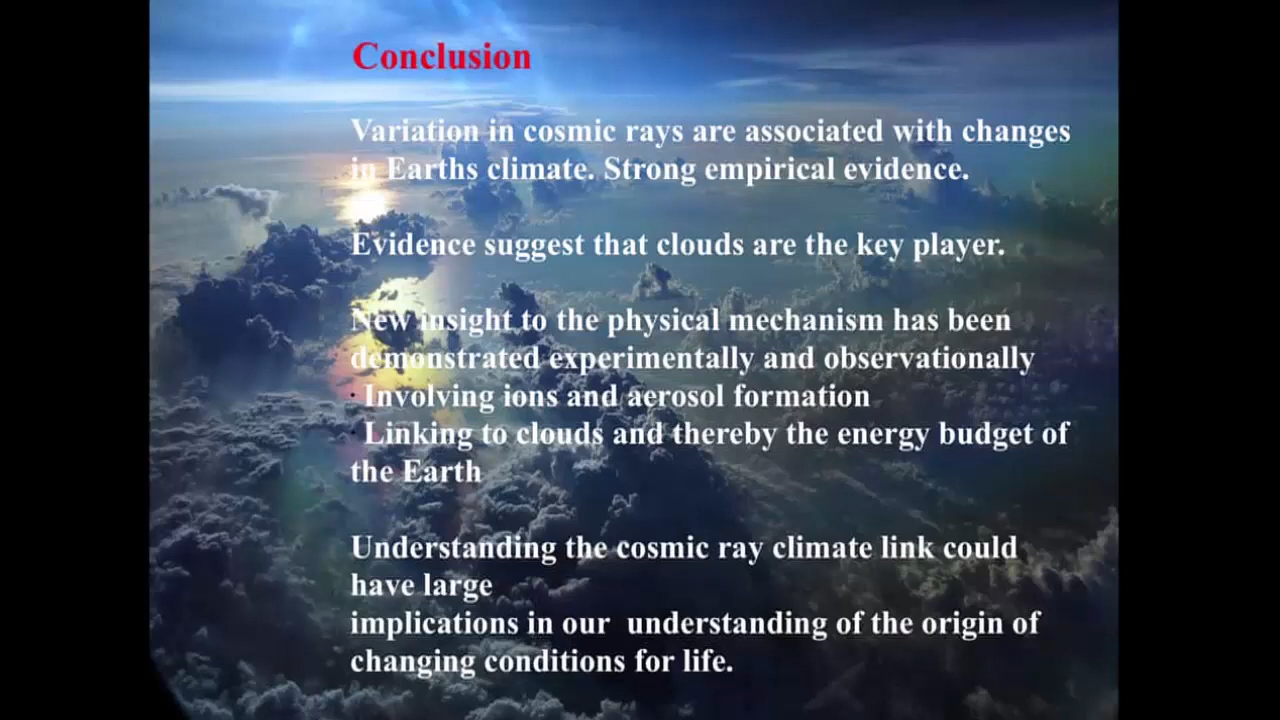 Conclusion
Variation in cosmic rays are associated with changes
in Earths climate. Strong empirical evidence.
Evidence suggest that clouds are the key player.
New insight to the physical mechanism has been
demonstrated experimentally and observationally
· Involving ions and aerosol formation
· Linking to clouds and thereby the energy budget of
the Earth
Understanding the cosmic ray climate link could
have large
implications in our  understanding of the origin of
changing conditions for life.